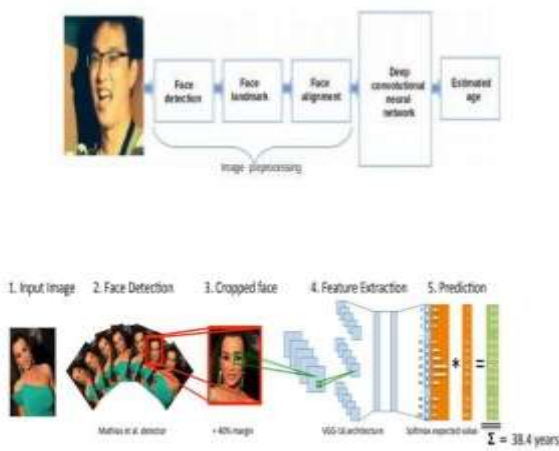 Face
detection
Face
landmark
Face
alignment
Deep
convolutional
neural
network
Estimated
age
Image preprocessing
1. Input Image 2. Face Detection 3. Cropped face 4. Feature Extraction 5. Prediction
* =
Mathias et al. detector + 40% margin VGG-16 architecture Softmax expected value
Σ = 38.4 years